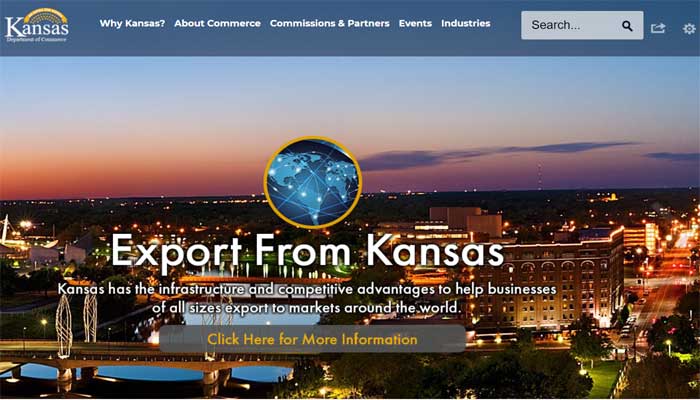 Kansas
Department of Commerce
Why Kansas? About Commerce Commissions & Partners Events Industries
Search...
Export From Kansas
Kansas has the infrastructure and competitive advantages to help businesses
of all sizes export to markets around the world.
Click Here for More Information